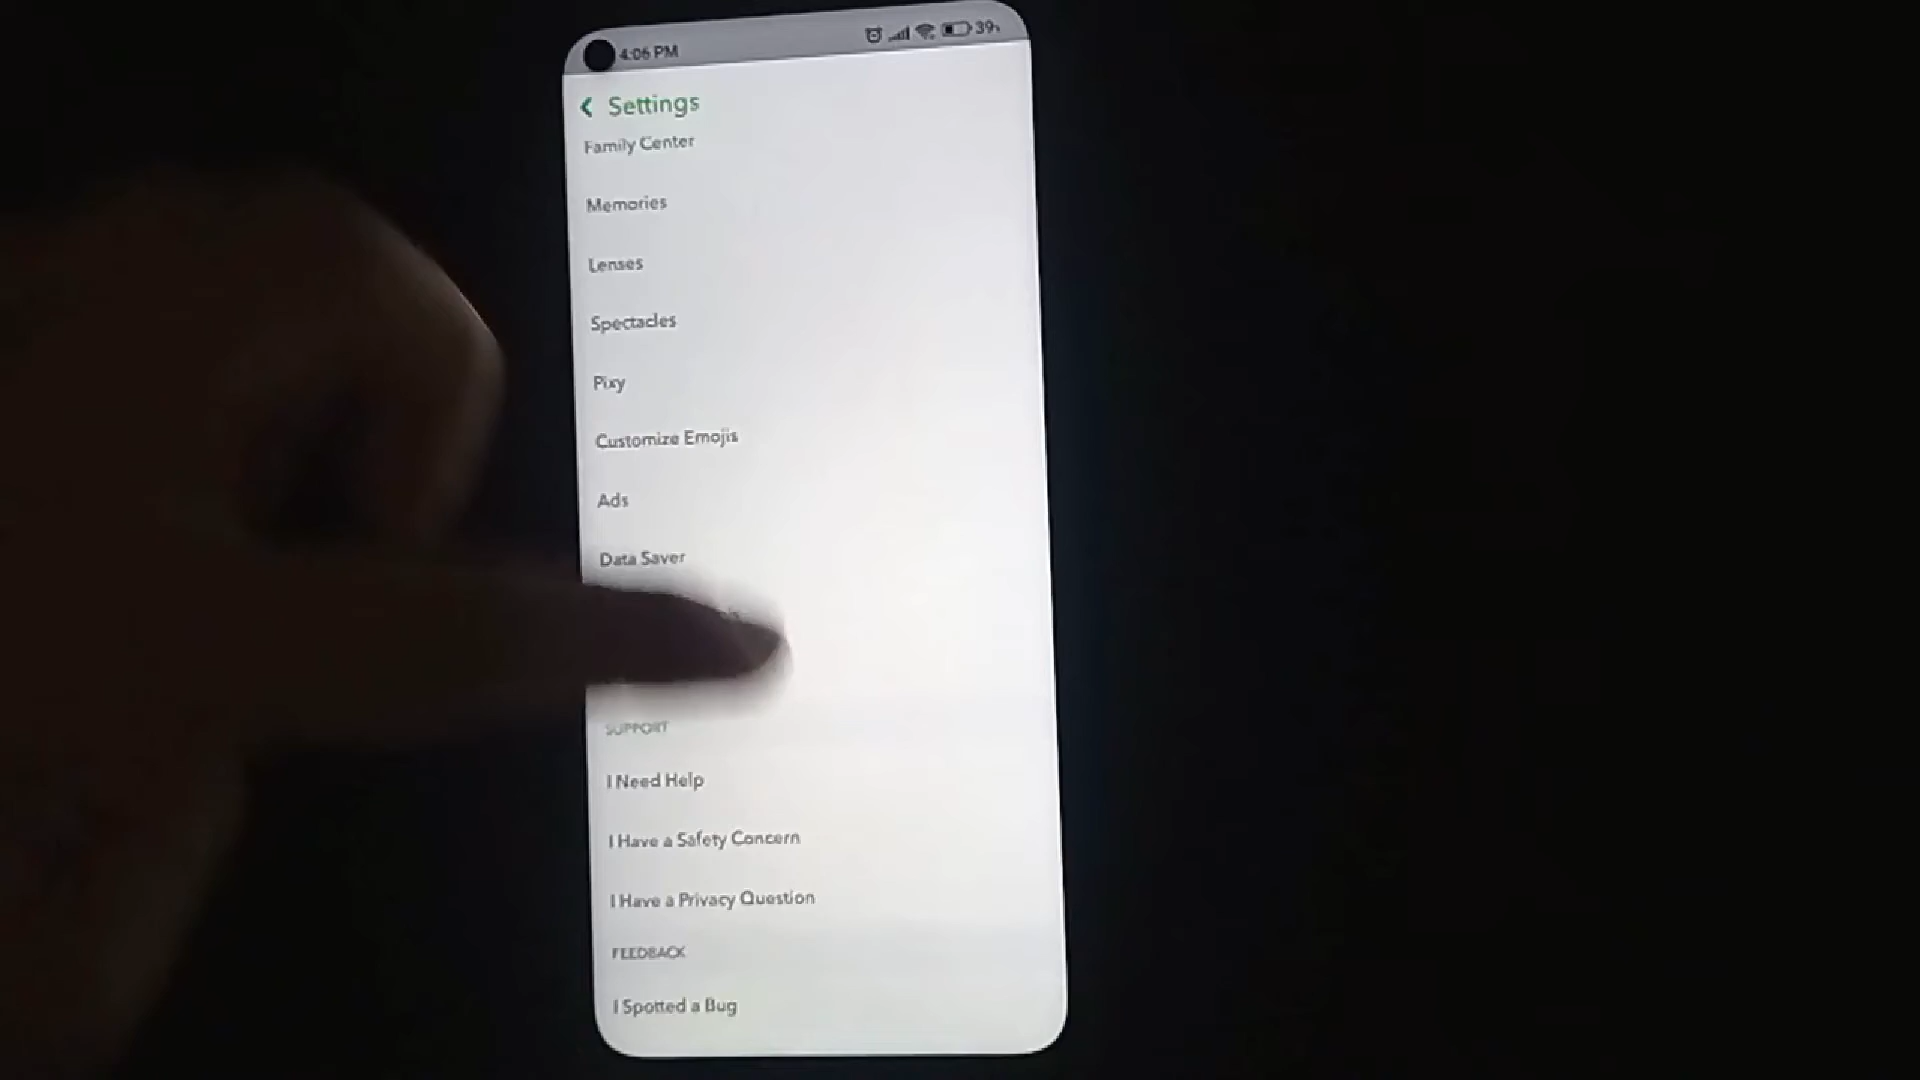 4:06 PM
39%
Settings
Family Center
Memories
Lenses
Spectacles
Pixy
Customize Emojis
Ads
Data Saver
SUPPORT
I Need Help
I Have a Safety Concern
I Have a Privacy Question
FEEDBACK
I Spotted a Bug